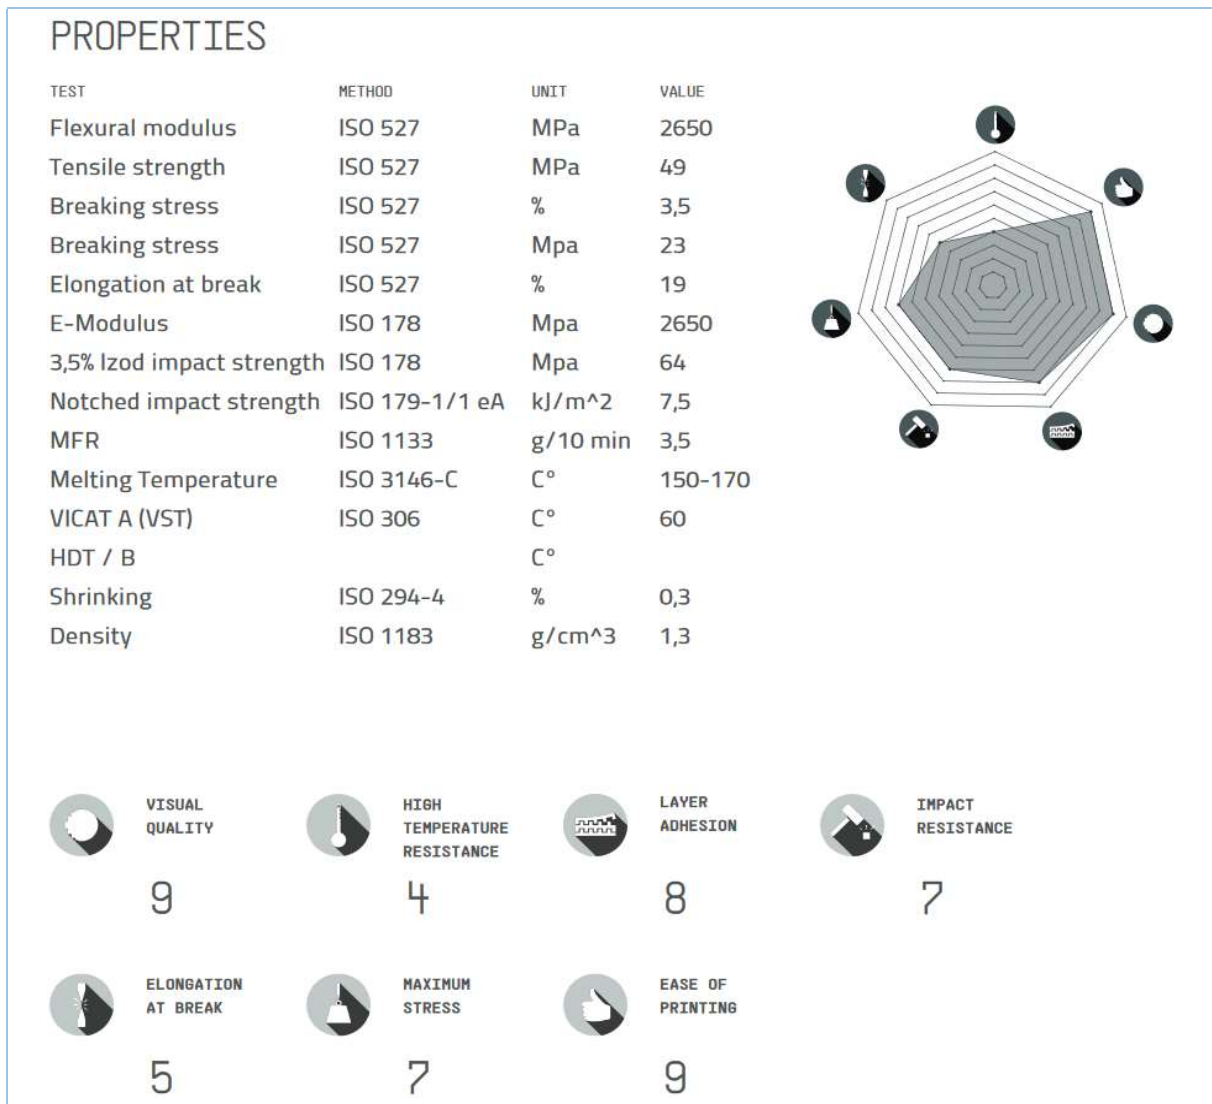 PROPERTIES
TEST METHOD UNIT VALUE
Flexural modulus ISO 527 MPa 2650
Tensile strength ISO 527 MPa 49
Breaking stress ISO 527 % 3,5
Breaking stress ISO 527 Mpa 23
Elongation at break ISO 527 % 19
E-Modulus ISO 178 Mpa 2650
3,5% Izod impact strength ISO 178 Mpa 64
Notched impact strength ISO 179-1/1 eA kJ/m^2 7,5
MFR ISO 1133 g/10 min 3,5
Melting Temperature ISO 3146-C C° 150-170
VICAT A (VST) ISO 306 C° 60
HDT / B C°
Shrinking ISO 294-4 % 0,3
Density ISO 1183 g/cm^3 1,3
VISUAL
QUALITY
9
HIGH
TEMPERATURE
RESISTANCE
4
LAYER
ADHESION
8
IMPACT
RESISTANCE
7
ELONGATION
AT BREAK
5
MAXIMUM
STRESS
7
EASE OF
PRINTING
9